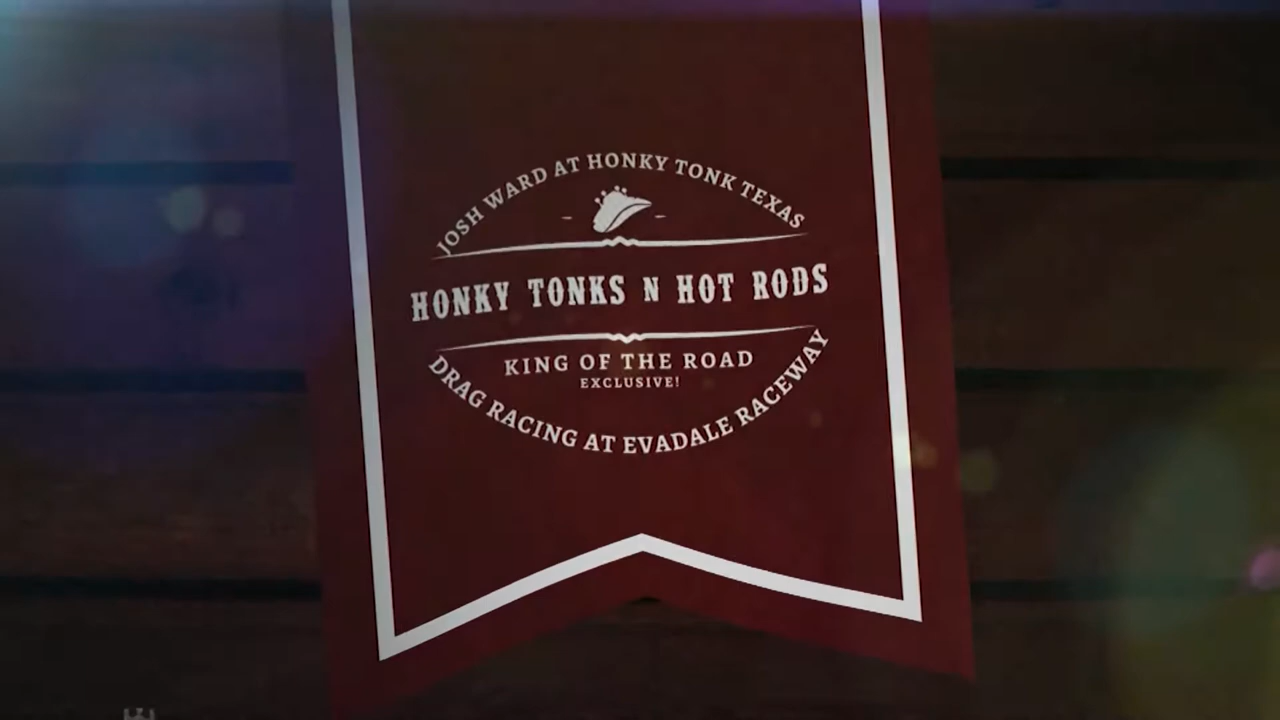 JOSH WARD AT HONKY TONK TEXAS
HONKY TONKS N HOT RODS
KING OF THE ROAD
EXCLUSIVE!
DRAG RACING AT EVADALE RACEWAY